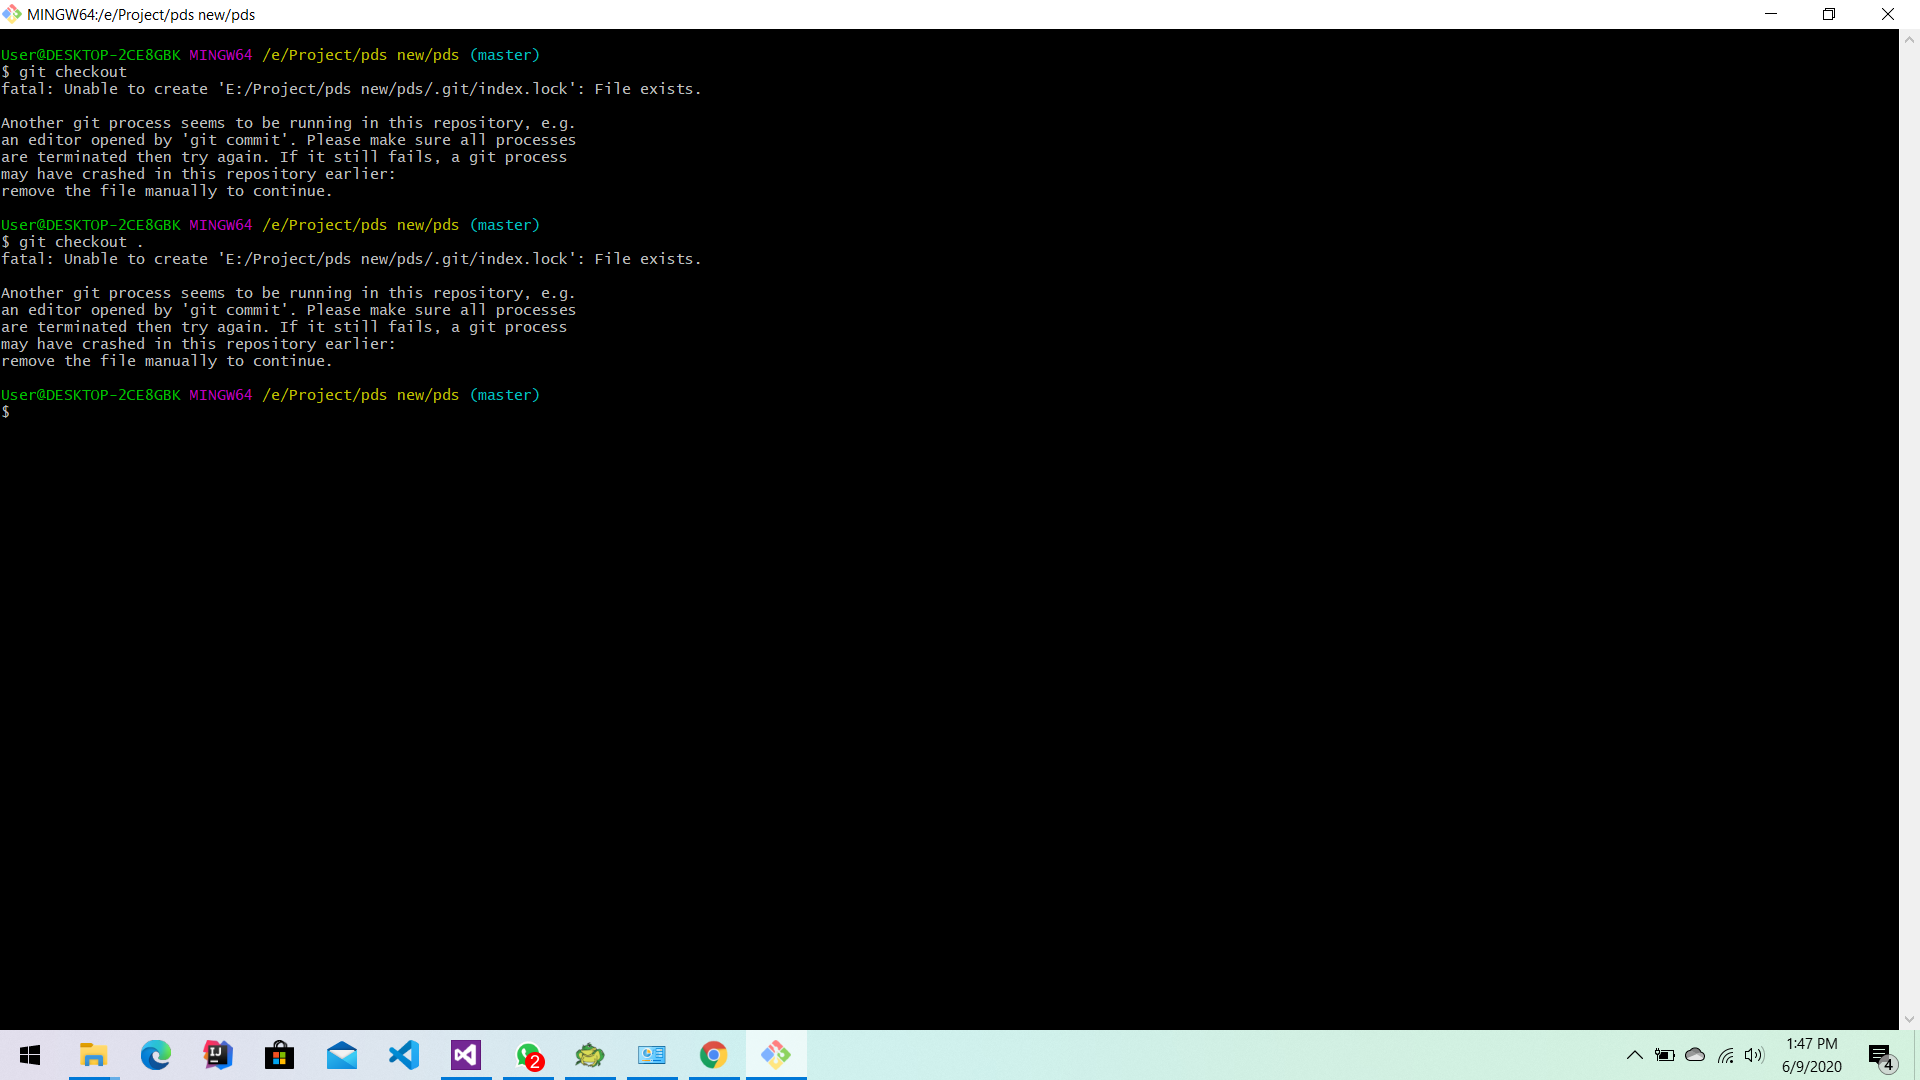 MINGW64:/e/Project/pds new/pds
User@DESKTOP-2CE8GBK MINGW64 /e/Project/pds new/pds (master)
$ git checkout
fatal: Unable to create 'E:/Project/pds new/pds/.git/index.lock': File exists.
Another git process seems to be running in this repository, e.g.
an editor opened by 'git commit'. Please make sure all processes
are terminated then try again. If it still fails, a git process
may have crashed in this repository earlier:
remove the file manually to continue.
User@DESKTOP-2CE8GBK MINGW64 /e/Project/pds new/pds (master)
$ git checkout .
fatal: Unable to create 'E:/Project/pds new/pds/.git/index.lock': File exists.
Another git process seems to be running in this repository, e.g.
an editor opened by 'git commit'. Please make sure all processes
are terminated then try again. If it still fails, a git process
may have crashed in this repository earlier:
remove the file manually to continue.
User@DESKTOP-2CE8GBK MINGW64 /e/Project/pds new/pds (master)
$
IJ
2
1:47 PM
6/9/2020
4